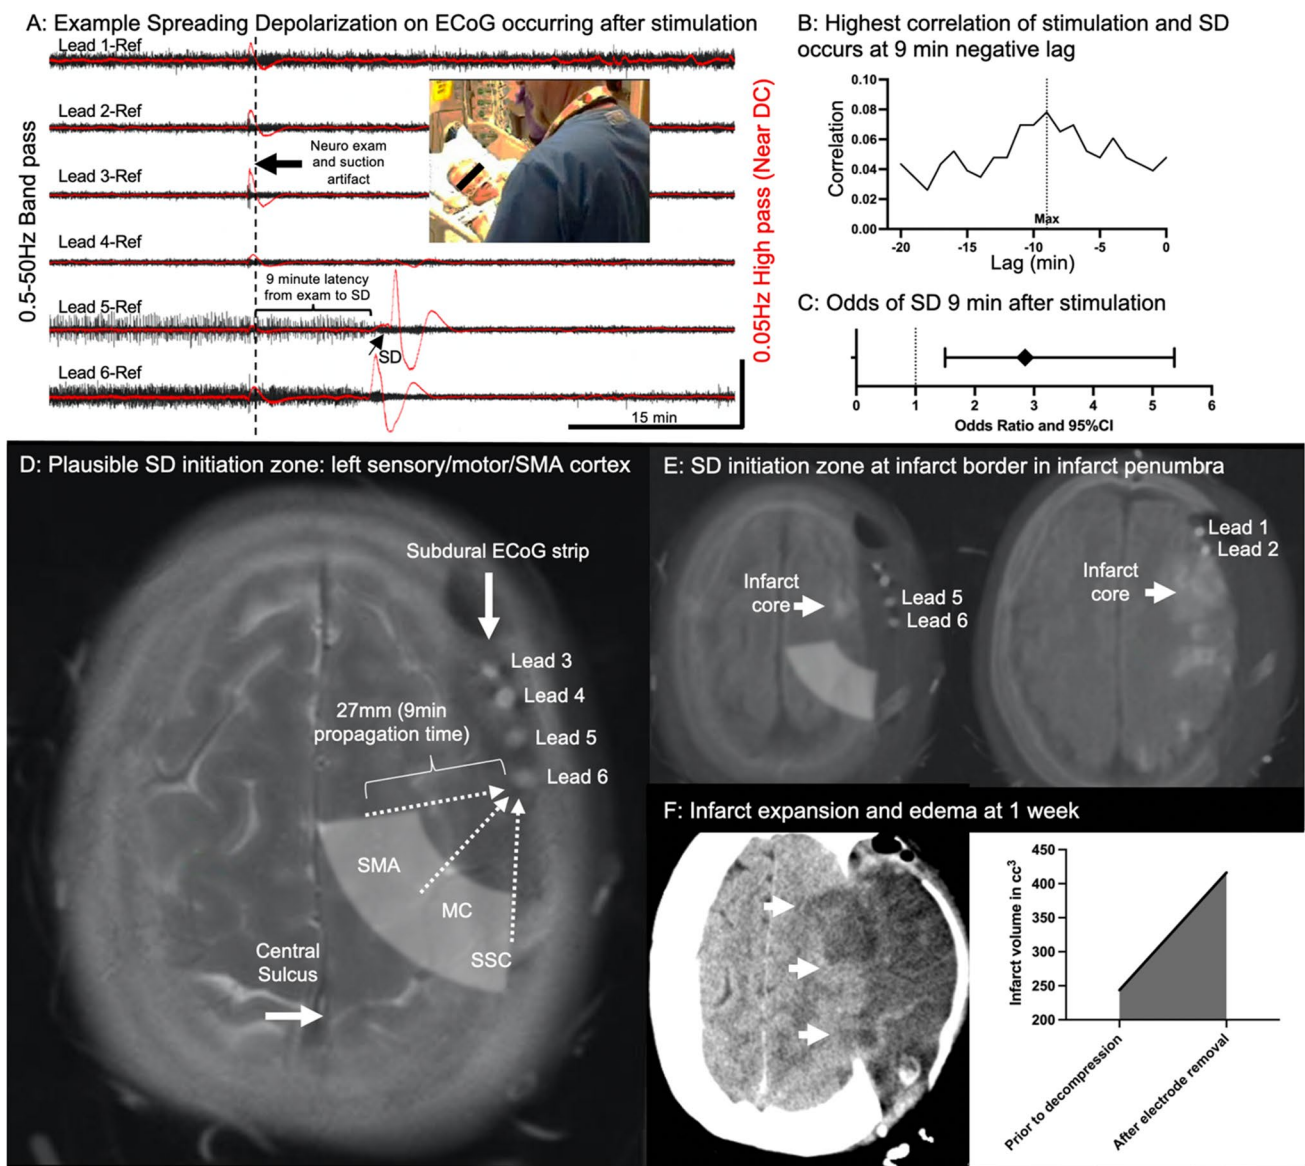 A: Example Spreading Depolarization on ECoG occurring after stimulation
0.5-50Hz Band pass
Lead 1-Ref
Lead 2-Ref
Lead 3-Ref
Lead 4-Ref
Lead 5-Ref
Lead 6-Ref
Neuro exam
and suction
artifact
9 minute latency
from exam to SD
SD
15 min
0.05Hz High pass (Near DC)
B: Highest correlation of stimulation and SD
occurs at 9 min negative lag
Correlation
0.10
0.08
0.06
0.04
0.02
0.00
Max
-20 -15 -10 -5 0
Lag (min)
C: Odds of SD 9 min after stimulation
0 1 2 3 4 5 6
Odds Ratio and 95%CI
D: Plausible SD initiation zone: left sensory/motor/SMA cortex
Subdural ECoG strip
Lead 3
Lead 4
Lead 5
Lead 6
27mm (9min
propagation time)
SMA
MC
SSC
Central
Sulcus
E: SD initiation zone at infarct border in infarct penumbra
Infarct
core
Lead 5
Lead 6
Infarct
core
Lead 1
Lead 2
F: Infarct expansion and edema at 1 week
Infarct volume in cc³
450
400
350
300
250
200
Prior to decompression
After electrode removal